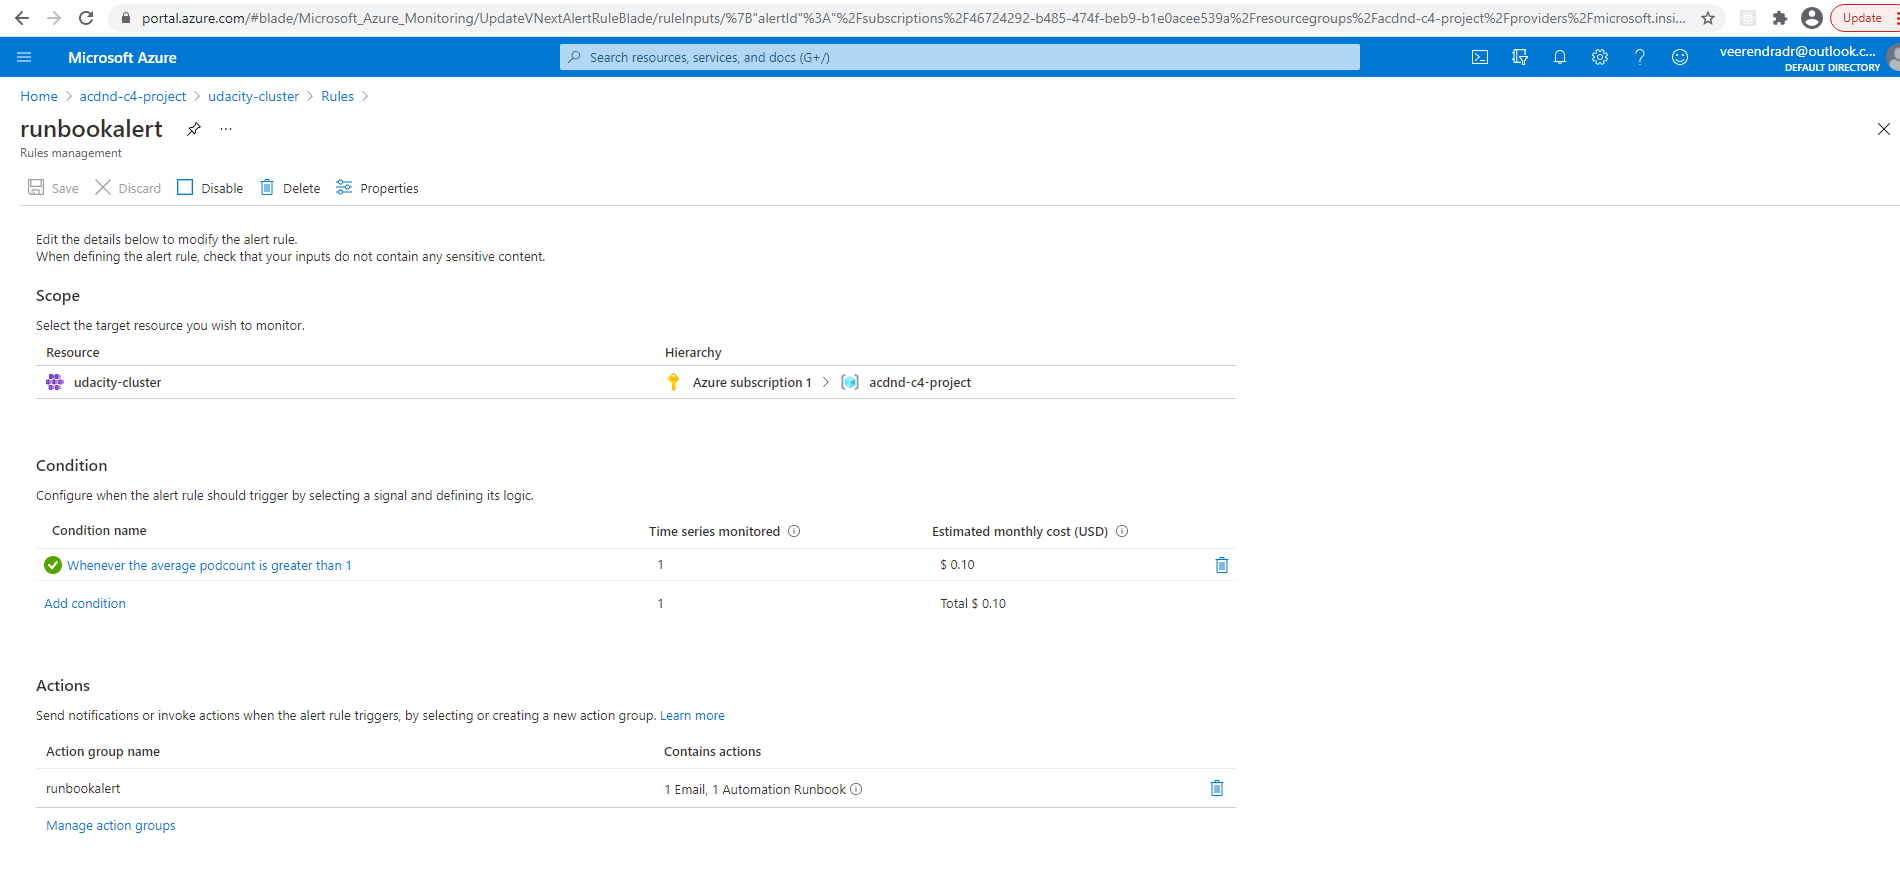 portal.azure.com/#blade/Microsoft_Azure_Monitoring/UpdateVNextAlertRuleBlade/ruleInputs/%7B"alertId"%3A"%2Fsubscriptions%2F46724292-b485-474f-beb9-b1e0acee539a%2Fresourcegroups%2Facdnd-c4-project%2Fproviders%2Fmicrosoft.insi... Update
Microsoft Azure
Search resources, services, and docs (G+/)
veerendradr@outlook.c...
DEFAULT DIRECTORY
Home > acdnd-c4-project > udacity-cluster > Rules >
runbookalert ...
Rules management
Save Discard Disable Delete Properties
Edit the details below to modify the alert rule.
When defining the alert rule, check that your inputs do not contain any sensitive content.
Scope
Select the target resource you wish to monitor.
Resource Hierarchy
udacity-cluster Azure subscription 1 > acdnd-c4-project
Condition
Configure when the alert rule should trigger by selecting a signal and defining its logic.
Condition name Time series monitored Estimated monthly cost (USD)
Whenever the average podcount is greater than 1 1 $ 0.10
Add condition 1 Total $ 0.10
Actions
Send notifications or invoke actions when the alert rule triggers, by selecting or creating a new action group. Learn more
Action group name Contains actions
runbookalert 1 Email, 1 Automation Runbook
Manage action groups